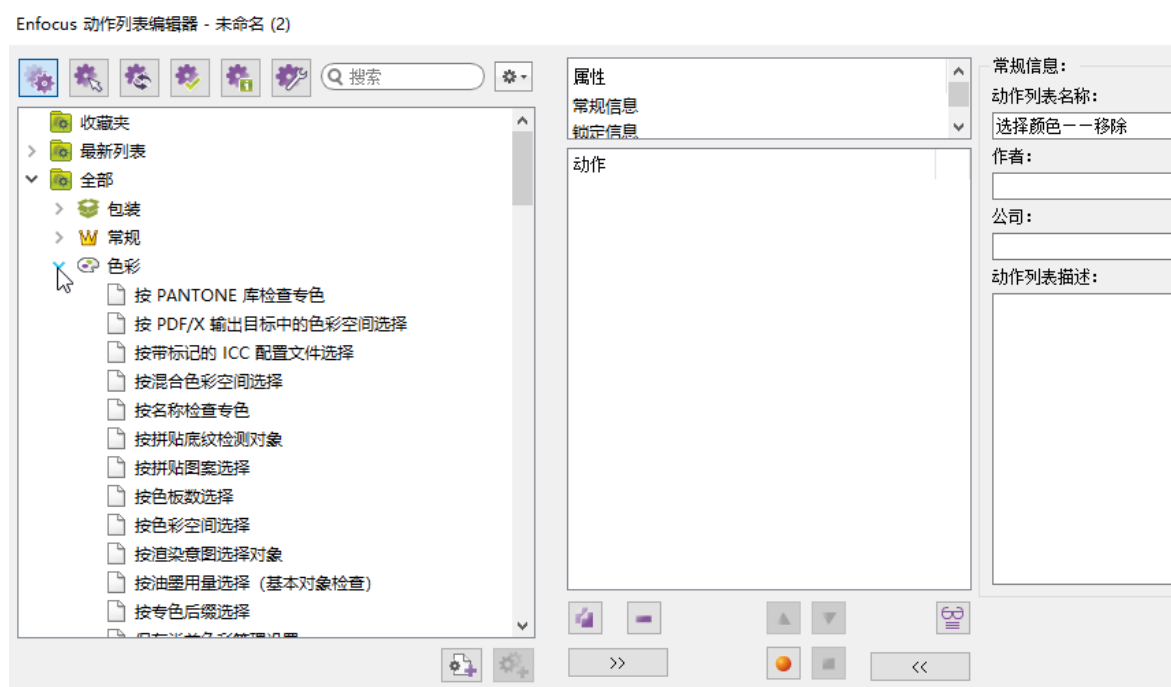 Enfocus 动作列表编辑器 - 未命名 (2)
搜索
收藏夹
最新列表
全部
包装
常规
色彩
按 PANTONE 库检查专色
按 PDF/X 输出目标中的色彩空间选择
按带标记的 ICC 配置文件选择
按混合色彩空间选择
按名称检查专色
按拼贴底纹检测对象
按拼贴图案选择
按色板数选择
按色彩空间选择
按渲染意图选择对象
按油墨用量选择（基本对象检查）
按专色后缀选择
属性
常规信息
锁定信息
动作
>>
<<
常规信息：
动作列表名称：
选择颜色——移除
作者：
公司：
动作列表描述：